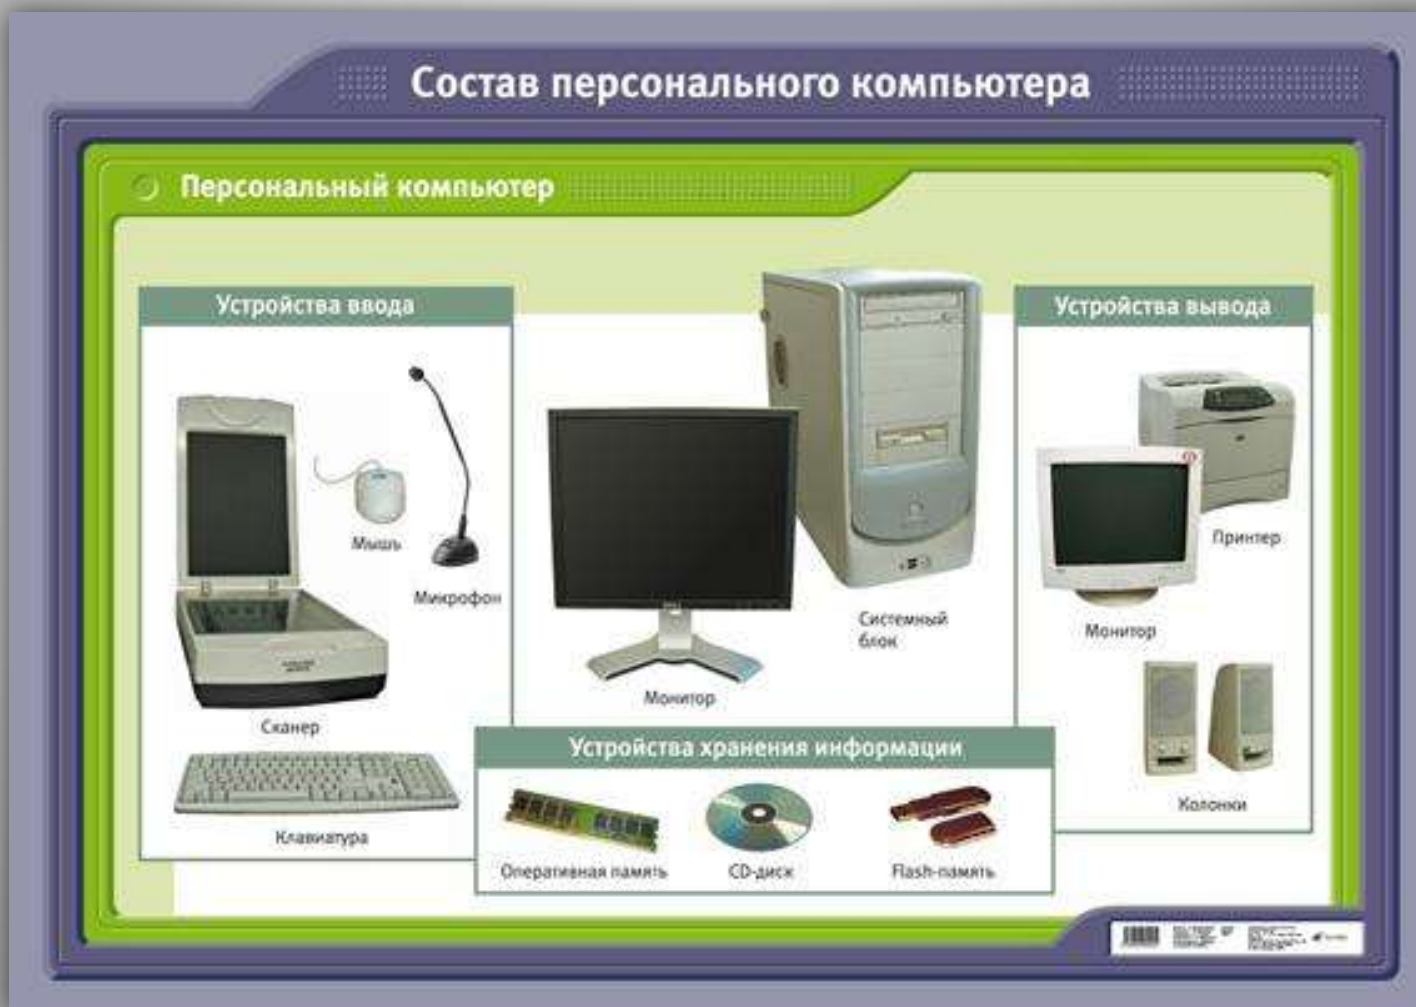 Состав персонального компьютера
Персональный компьютер
Устройства ввода
Мышь
Микрофон
Сканер
Клавиатура
Монитор
Системный
блок
Устройства вывода
Принтер
Монитор
Колонки
Устройства хранения информации
Оперативная память
CD-диск
Flash-память